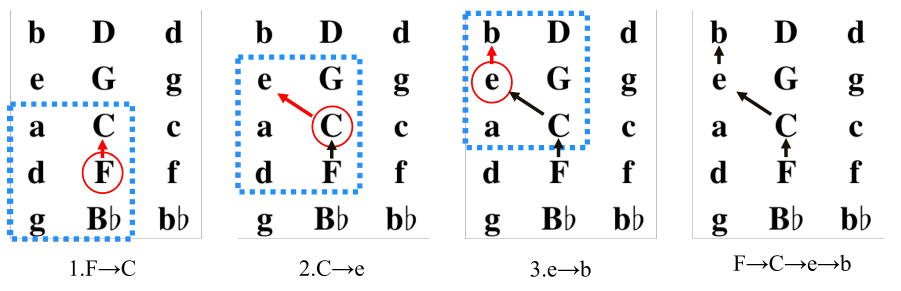 b D d b D d b D d b D d
e G g e G g e G g e G g
a C c a C c a C c a C c
d F f d F f d F f d F f
g B♭ b♭ g B♭ b♭ g B♭ b♭ g B♭ b♭
1.F→C 2.C→e 3.e→b F→C→e→b